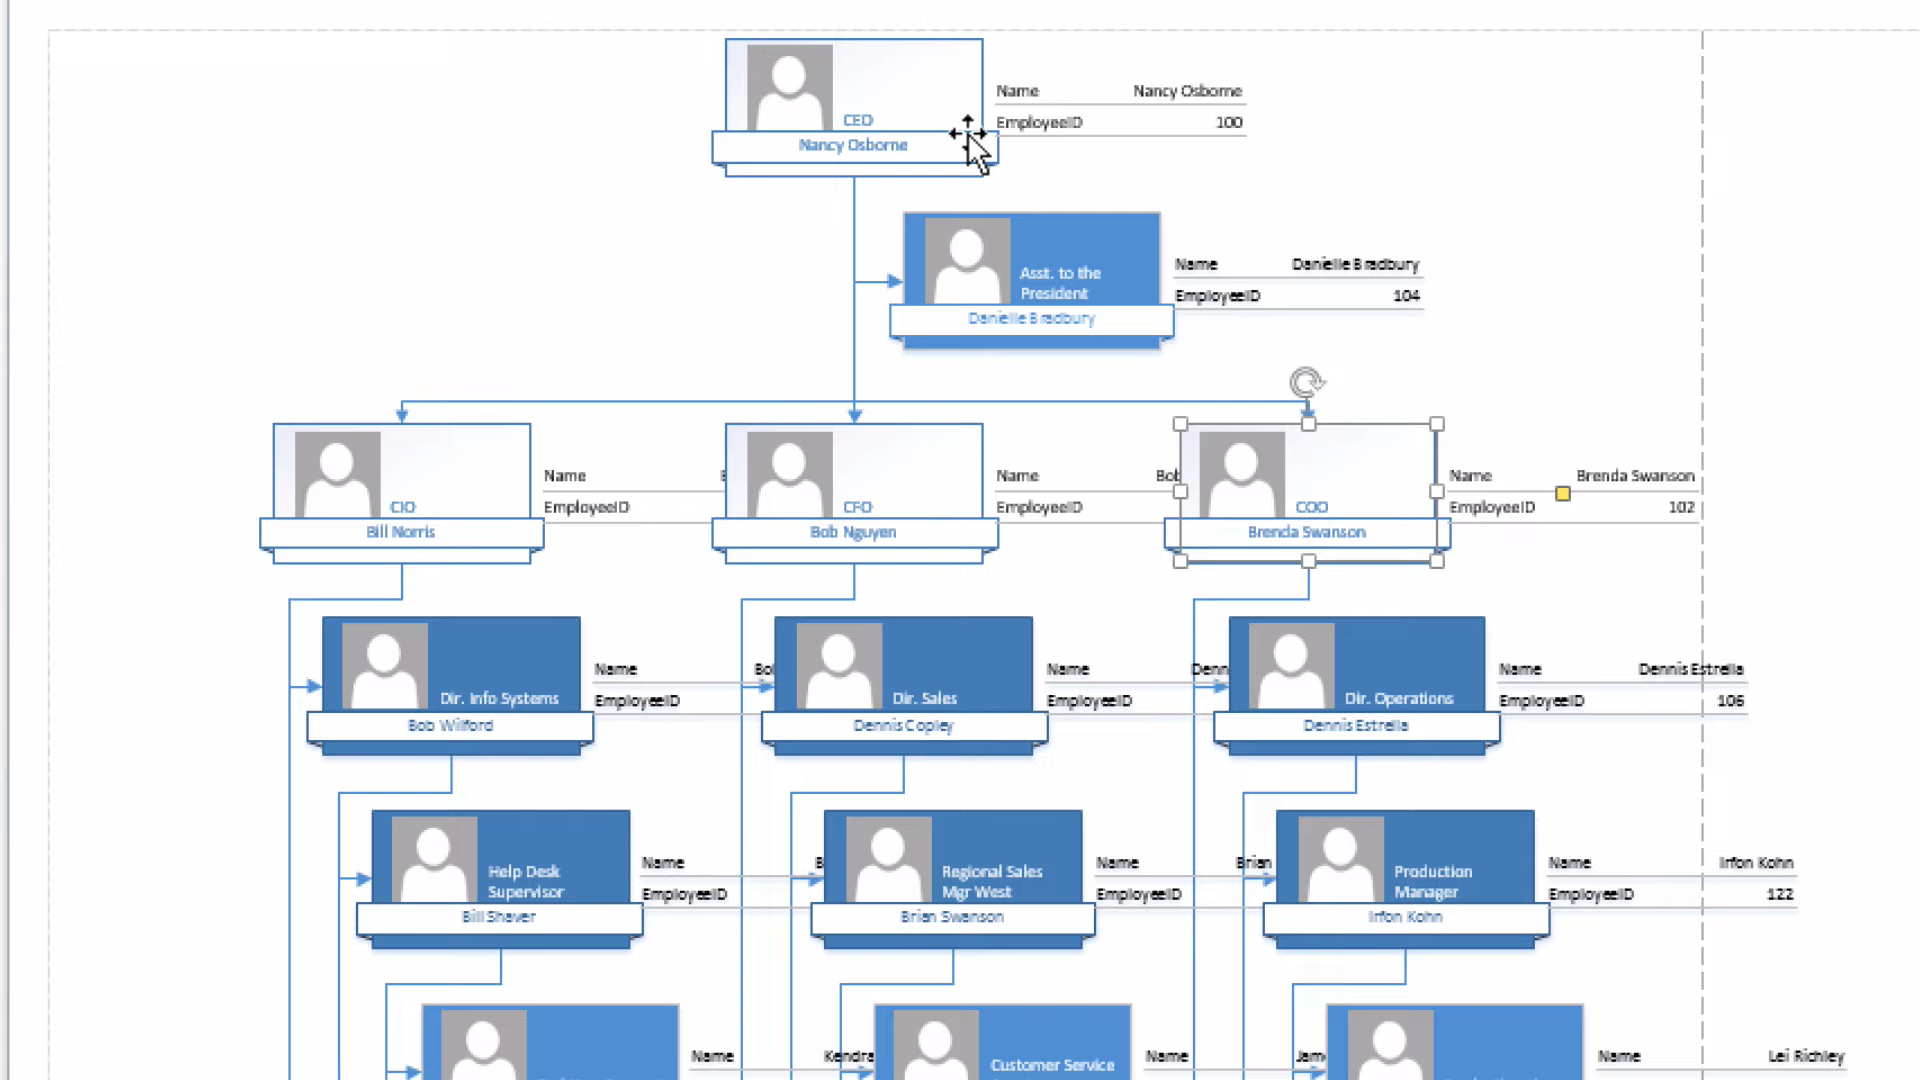 CEO
Nancy Osborne
Name Nancy Osborne
EmployeeID 100
Asst. to the
President
Danielle Bradbury
Name Danielle Bradbury
EmployeeID 104
CIO
Bill Norris
Name
EmployeeID
CFO
Bob Nguyen
Name Bob
EmployeeID
COO
Brenda Swanson
Name Brenda Swanson
EmployeeID 102
Dir. Info Systems
Bob Wilford
Name Bo
EmployeeID
Dir. Sales
Dennis Copley
Name Denn
EmployeeID
Dir. Operations
Dennis Estrella
Name Dennis Estrella
EmployeeID 106
Help Desk
Supervisor
Bill Shaver
Name B
EmployeeID
Regional Sales
Mgr West
Brian Swanson
Name Brian
EmployeeID
Production
Manager
Irfon Kohn
Name Irfon Kohn
EmployeeID 122
Name Kendra
Customer Service
Name Jam
Name Lei Richley